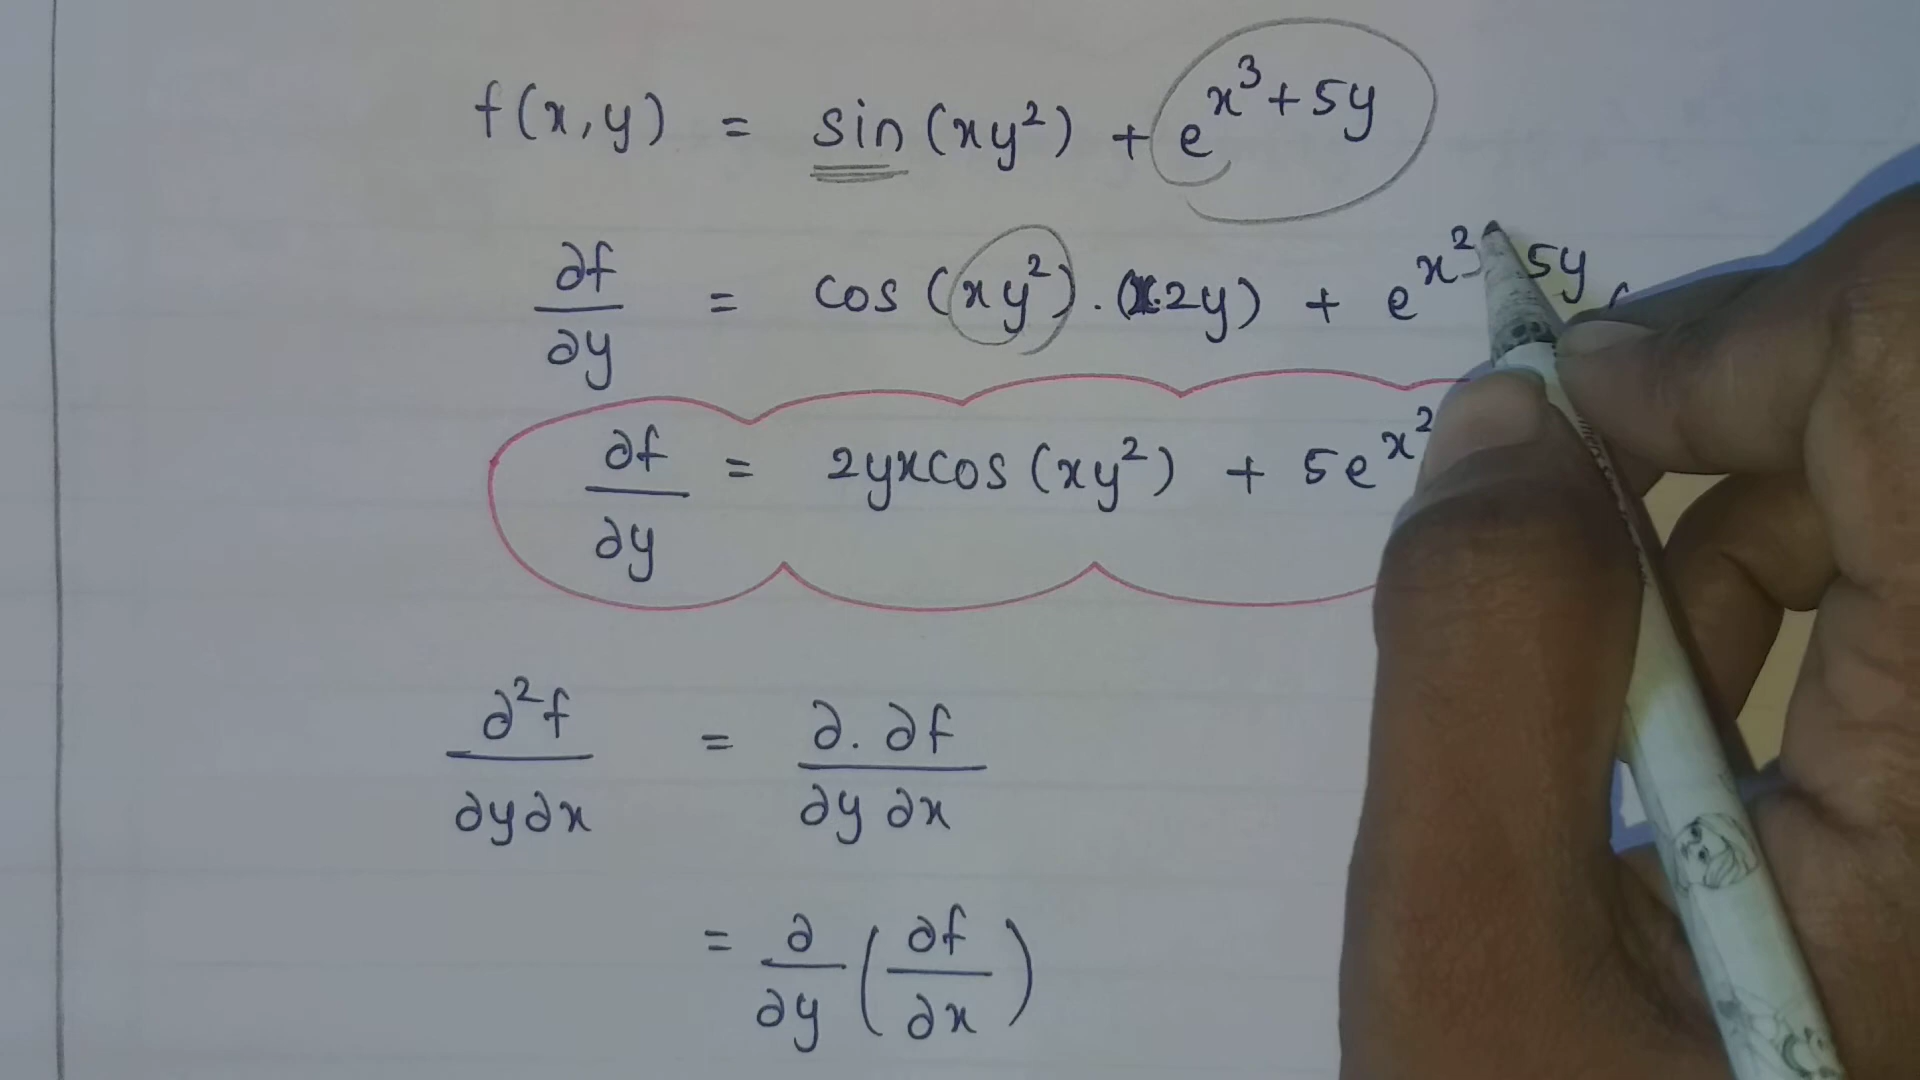 f(x,y) = sin(xy²) + e^{x³+5y}
∂f/∂y = cos(xy²).(x.2y) + e^{x² 5y} (
∂f/∂y = 2yxcos(xy²) + 5e^{x²
∂²f/∂y∂x = ∂.∂f/∂y ∂x
= ∂/∂y (∂f/∂x)